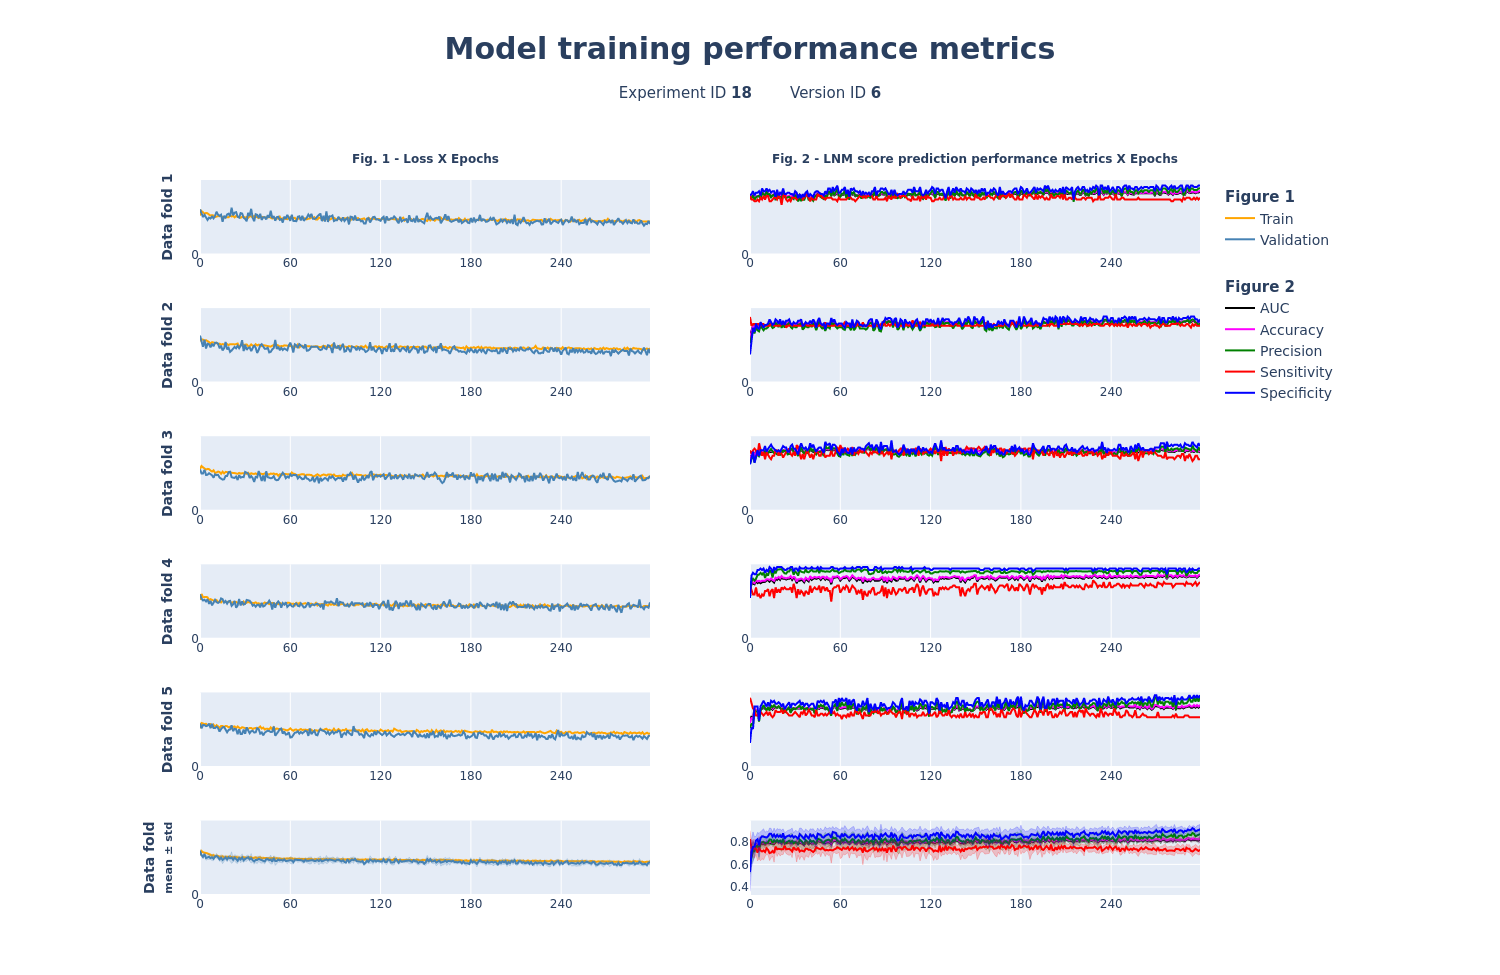 Model training performance metrics
Experiment ID 18 Version ID 6
Fig. 1 - Loss X Epochs
Fig. 2 - LNM score prediction performance metrics X Epochs
Data fold 1
0
0 60 120 180 240
0
0 60 120 180 240
Figure 1
Train
Validation
Figure 2
AUC
Accuracy
Precision
Sensitivity
Specificity
Data fold 2
0
0 60 120 180 240
0
0 60 120 180 240
Data fold 3
0
0 60 120 180 240
0
0 60 120 180 240
Data fold 4
0
0 60 120 180 240
0
0 60 120 180 240
Data fold 5
0
0 60 120 180 240
0
0 60 120 180 240
Data fold
mean ± std
0
0 60 120 180 240
0.8
0.6
0.4
0 60 120 180 240